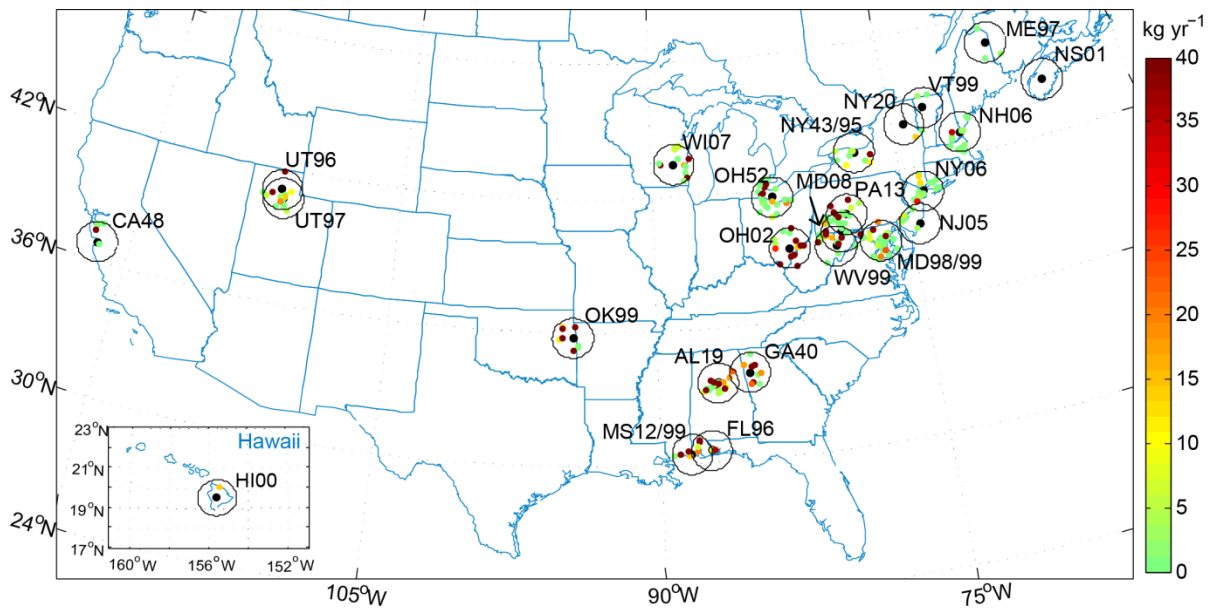 kg yr⁻¹
ME97
NS01
VT99
NY20
NH06
NY43/95
WI07
OH52
MD08
PA13
NY06
UT96
UT97
CA48
OH02
NJ05
WV99
MD98/99
OK99
AL19
GA40
MS12/99
FL96
42°N
36°N
30°N
24°N
105°W
90°W
75°W
Hawaii
HI00
23°N
21°N
19°N
17°N
160°W
156°W
152°W
40
35
30
25
20
15
10
5
0